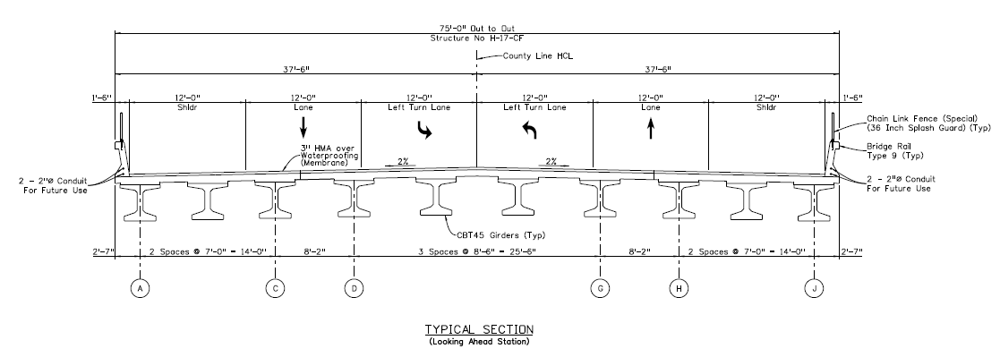 75'-0" Out to Out
Structure No H-17-CF
County Line HCL
37'-6"
37'-6"
1'-6"
12'-0"
Shldr
12'-0"
Lane
12'-0"
Left Turn Lane
12'-0"
Left Turn Lane
12'-0"
Lane
12'-0"
Shldr
1'-6"
Chain Link Fence (Special)
(36 Inch Splash Guard) (Typ)
Bridge Rail
Type 9 (Typ)
3" HMA over
Waterproofing
(Membrane)
2%
2%
2 - 2"Ø Conduit
For Future Use
2 - 2"Ø Conduit
For Future Use
CBT45 Girders (Typ)
2'-7"
2 Spaces @ 7'-0" = 14'-0"
8'-2"
3 Spaces @ 8'-6" = 25'-6"
8'-2"
2 Spaces @ 7'-0" = 14'-0"
2'-7"
A
C
D
G
H
J
TYPICAL SECTION
(Looking Ahead Station)